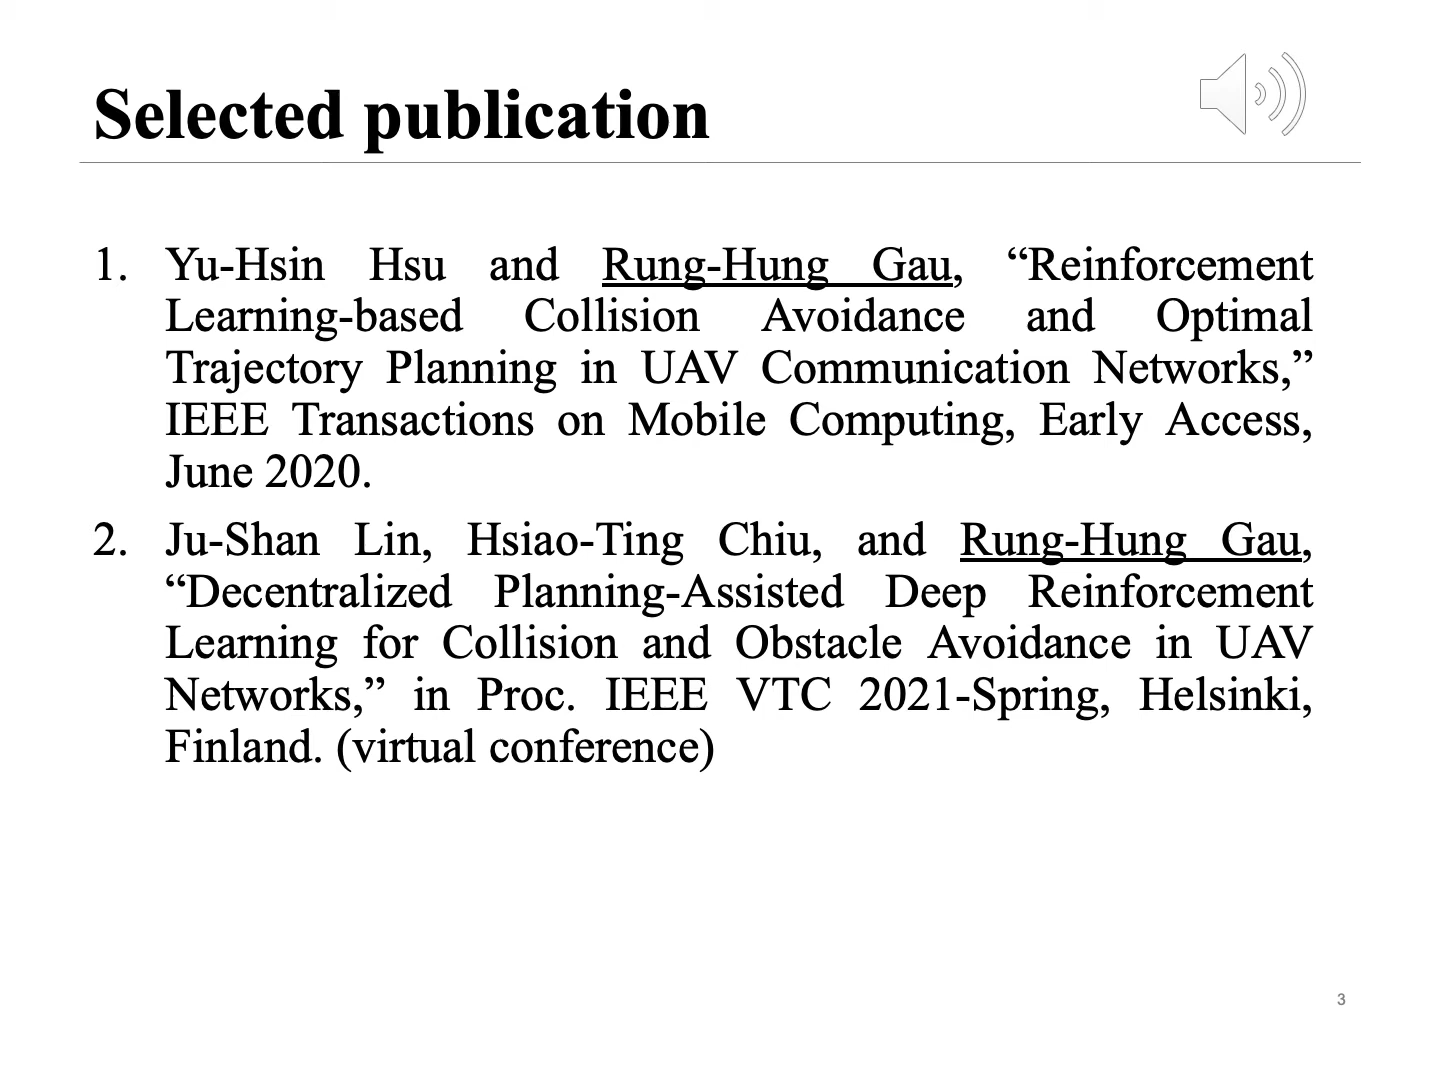 Selected publication
1. Yu-Hsin Hsu and Rung-Hung Gau, “Reinforcement
Learning-based Collision Avoidance and Optimal
Trajectory Planning in UAV Communication Networks,”
IEEE Transactions on Mobile Computing, Early Access,
June 2020.
2. Ju-Shan Lin, Hsiao-Ting Chiu, and Rung-Hung Gau,
“Decentralized Planning-Assisted Deep Reinforcement
Learning for Collision and Obstacle Avoidance in UAV
Networks,” in Proc. IEEE VTC 2021-Spring, Helsinki,
Finland. (virtual conference)
3